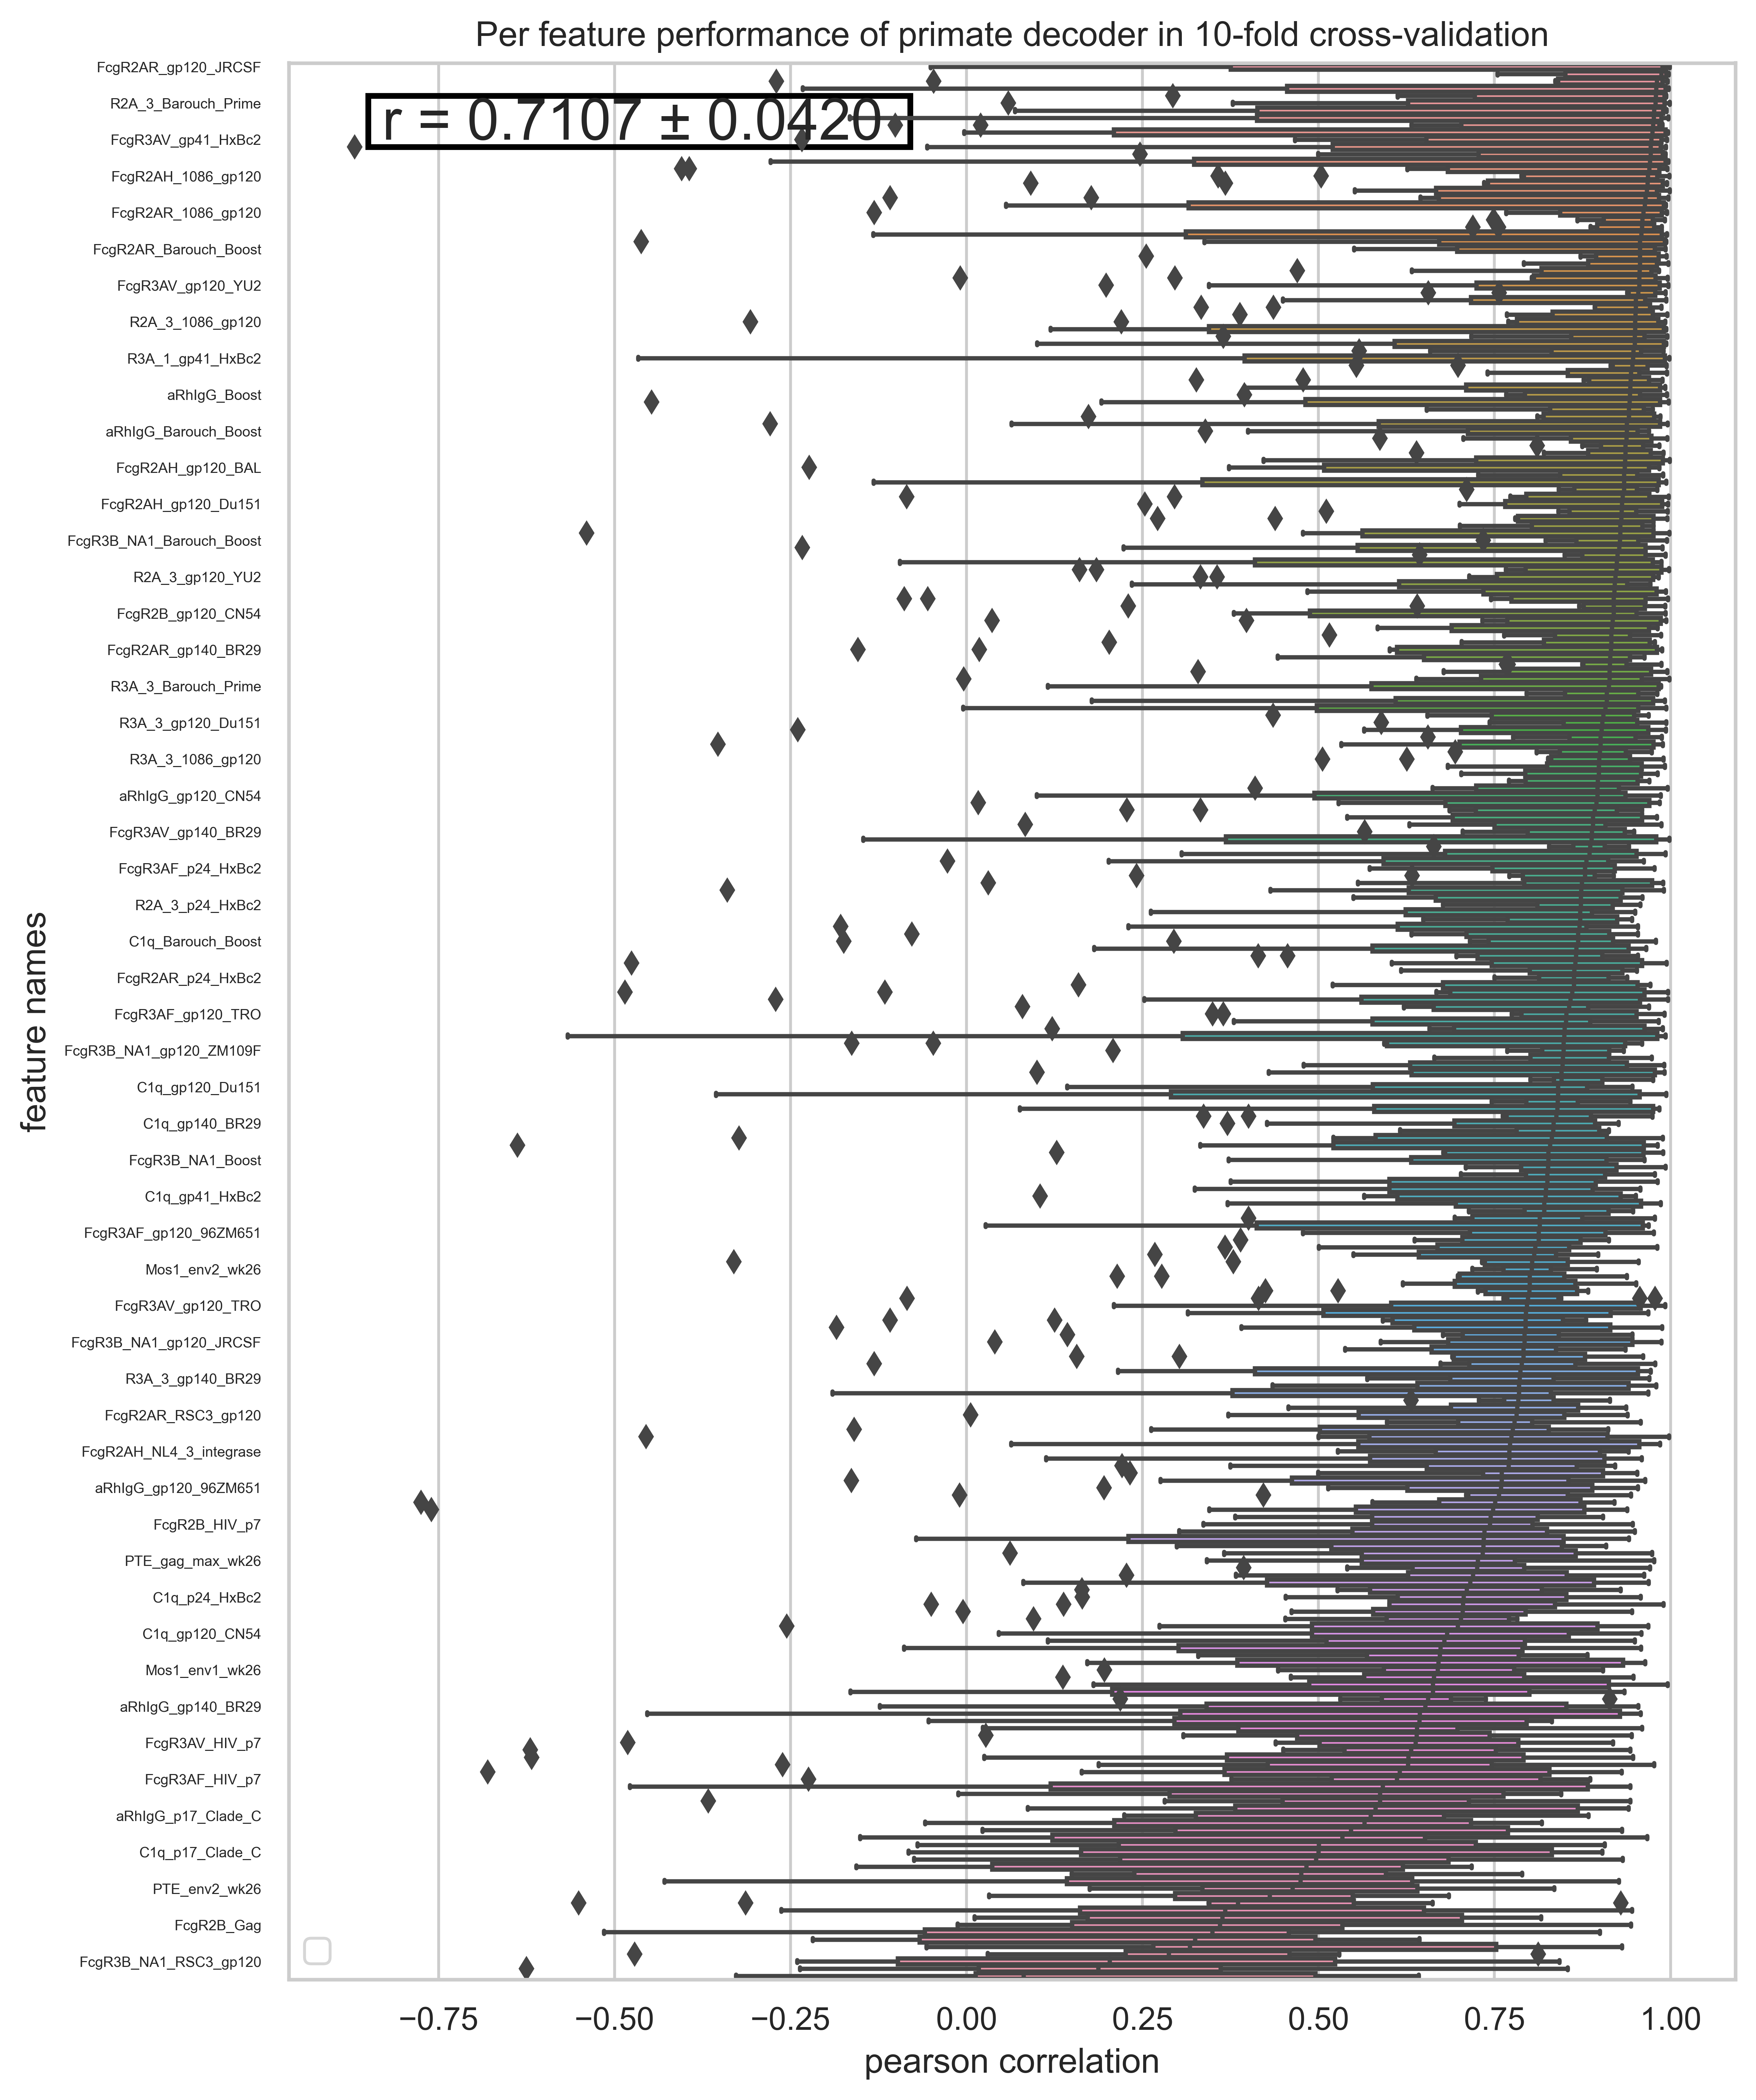 Per feature performance of primate decoder in 10-fold cross-validation
r = 0.7107 ± 0.0420
feature names
FcgR2AR_gp120_JRCSF
R2A_3_Barouch_Prime
FcgR3AV_gp41_HxBc2
FcgR2AH_1086_gp120
FcgR2AR_1086_gp120
FcgR2AR_Barouch_Boost
FcgR3AV_gp120_YU2
R2A_3_1086_gp120
R3A_1_gp41_HxBc2
aRhIgG_Boost
aRhIgG_Barouch_Boost
FcgR2AH_gp120_BAL
FcgR2AH_gp120_Du151
FcgR3B_NA1_Barouch_Boost
R2A_3_gp120_YU2
FcgR2B_gp120_CN54
FcgR2AR_gp140_BR29
R3A_3_Barouch_Prime
R3A_3_gp120_Du151
R3A_3_1086_gp120
aRhIgG_gp120_CN54
FcgR3AV_gp140_BR29
FcgR3AF_p24_HxBc2
R2A_3_p24_HxBc2
C1q_Barouch_Boost
FcgR2AR_p24_HxBc2
FcgR3AF_gp120_TRO
FcgR3B_NA1_gp120_ZM109F
C1q_gp120_Du151
C1q_gp140_BR29
FcgR3B_NA1_Boost
C1q_gp41_HxBc2
FcgR3AF_gp120_96ZM651
Mos1_env2_wk26
FcgR3AV_gp120_TRO
FcgR3B_NA1_gp120_JRCSF
R3A_3_gp140_BR29
FcgR2AR_RSC3_gp120
FcgR2AH_NL4_3_integrase
aRhIgG_gp120_96ZM651
FcgR2B_HIV_p7
PTE_gag_max_wk26
C1q_p24_HxBc2
C1q_gp120_CN54
Mos1_env1_wk26
aRhIgG_gp140_BR29
FcgR3AV_HIV_p7
FcgR3AF_HIV_p7
aRhIgG_p17_Clade_C
C1q_p17_Clade_C
PTE_env2_wk26
FcgR2B_Gag
FcgR3B_NA1_RSC3_gp120
−0.75 −0.50 −0.25 0.00 0.25 0.50 0.75 1.00
pearson correlation